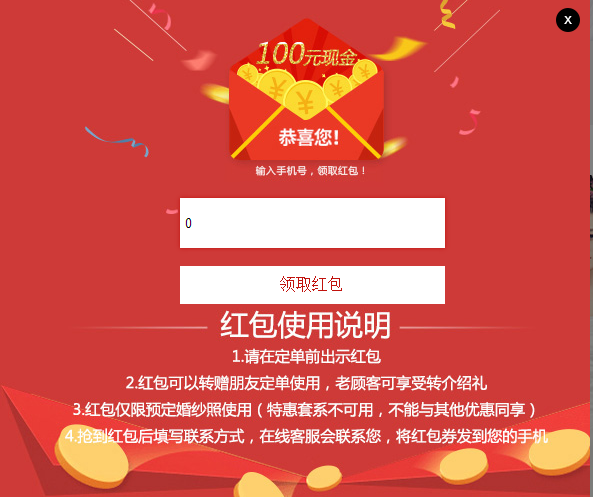 X
100元现金
恭喜您!
输入手机号，领取红包！
0
领取红包
红包使用说明
1.请在定单前出示红包
2.红包可以转赠朋友定单使用，老顾客可享受转介绍礼
3.红包仅限预定婚纱照使用（特惠套系不可用，不能与其他优惠同享）
4.抢到红包后填写联系方式，在线客服会联系您，将红包券发到您的手机